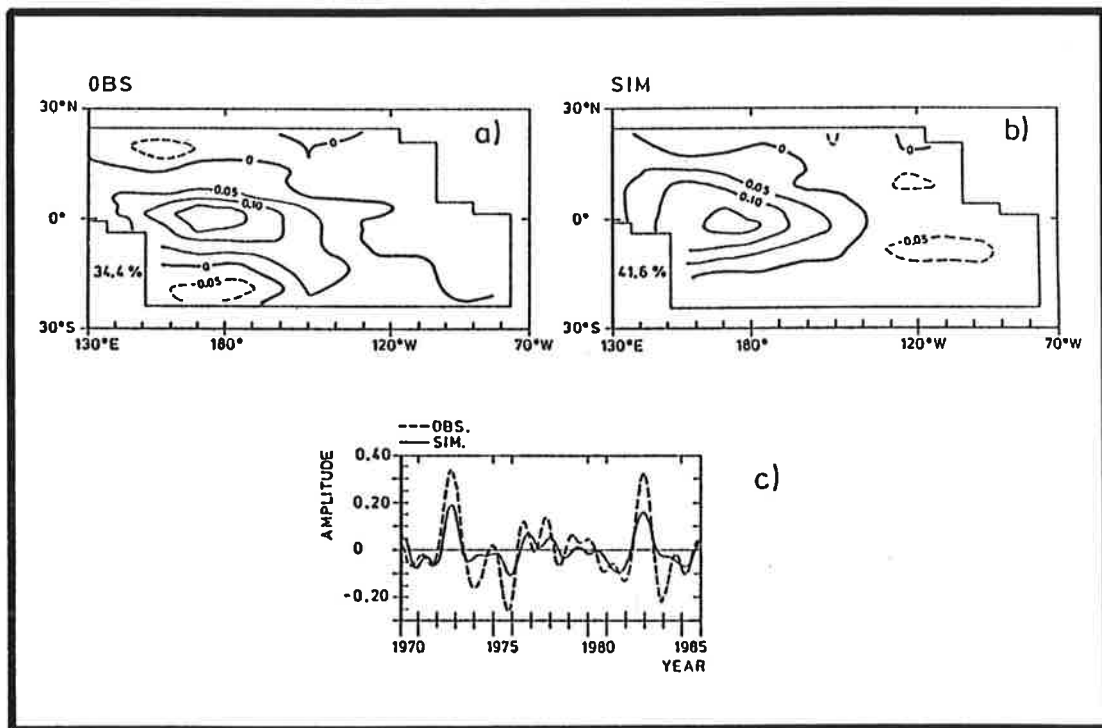 OBS
SIM
30°N
a)
0
0
0.05
0.10
0°
0
-0.05
34.4 %
30°S
130°E
180°
120°W
70°W
30°N
b)
0
0
0.05
0.10
0°
-0.05
41.6 %
30°S
130°E
180°
120°W
70°W
---OBS.
—SIM.
c)
AMPLITUDE
0.40
0.20
0
-0.20
1970
1975
1980
1985
YEAR